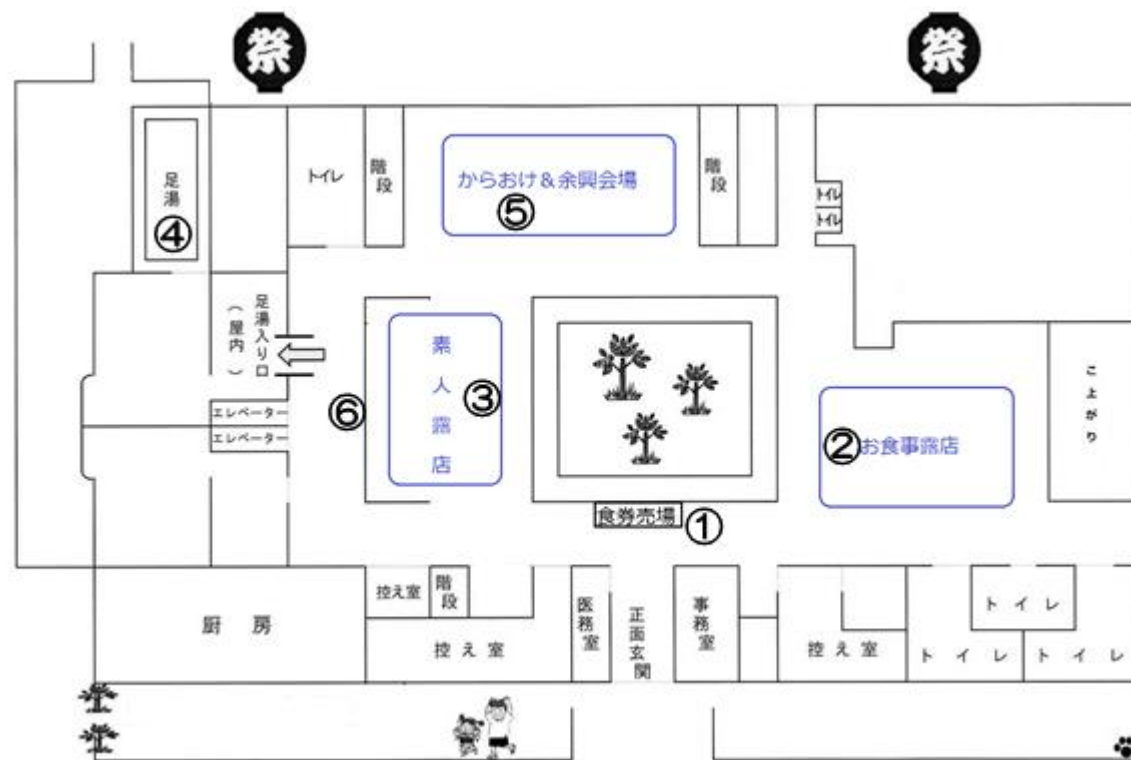 祭
祭
足湯
④
トイレ
階段
からおけ＆余興会場
⑤
階段
トイレ
トイレ
足湯入り口
（屋内）
エレベーター
エレベーター
⑥
素人露店
③
食券売場
①
②
お食事露店
こ上がり
厨房
控え室
階段
控え室
医務室
正面玄関
事務室
控え室
トイレ
トイレ
トイレ